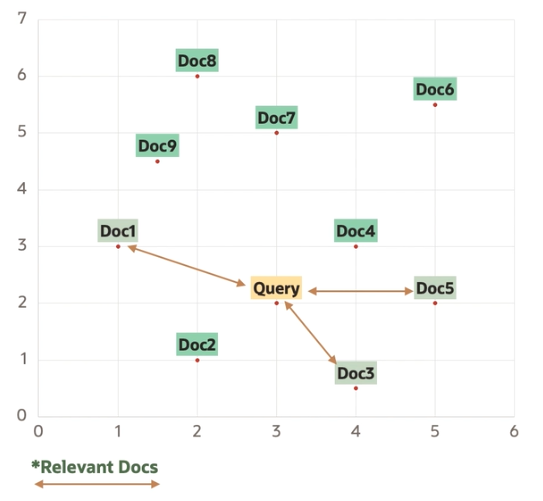 7
Doc8
6
Doc6
Doc7
5
Doc9
4
Doc1
Doc4
3
Query
Doc5
2
Doc2
1
Doc3
0
0 1 2 3 4 5 6
*Relevant Docs